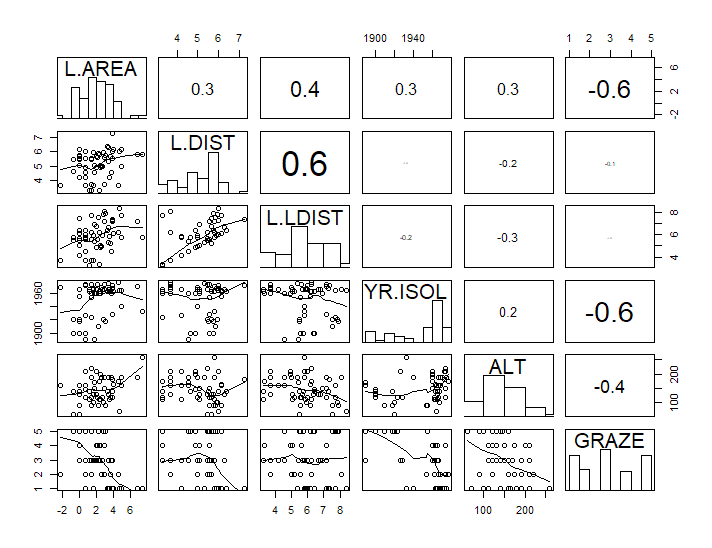 4 5 6 7 1900 1940 1 2 3 4 5
L.AREA 0.3 0.4 0.3 0.3 -0.6 -2 2 6
4 5 6 7 L.DIST 0.6 -0.2 -0.1
L.LDIST -0.2 -0.3 4 6 8
1900 1960 YR.ISOL 0.2 -0.6
ALT -0.4 100 200
1 2 3 4 5 GRAZE
-2 0 2 4 6 4 5 6 7 8 100 200